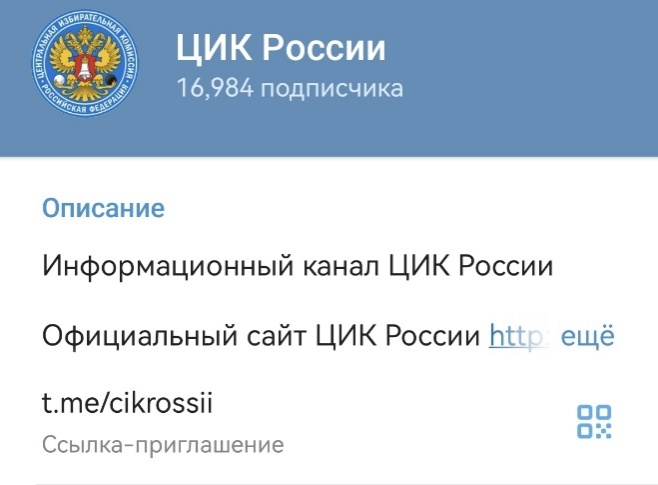 ЦЕНТРАЛЬНАЯ ИЗБИРАТЕЛЬНАЯ КОМИССИЯ
РОССИЙСКАЯ ФЕДЕРАЦИЯ
ЦИК России
16,984 подписчика
Описание
Информационный канал ЦИК России
Официальный сайт ЦИК России http: ещё
t.me/cikrossii
Ссылка-приглашение